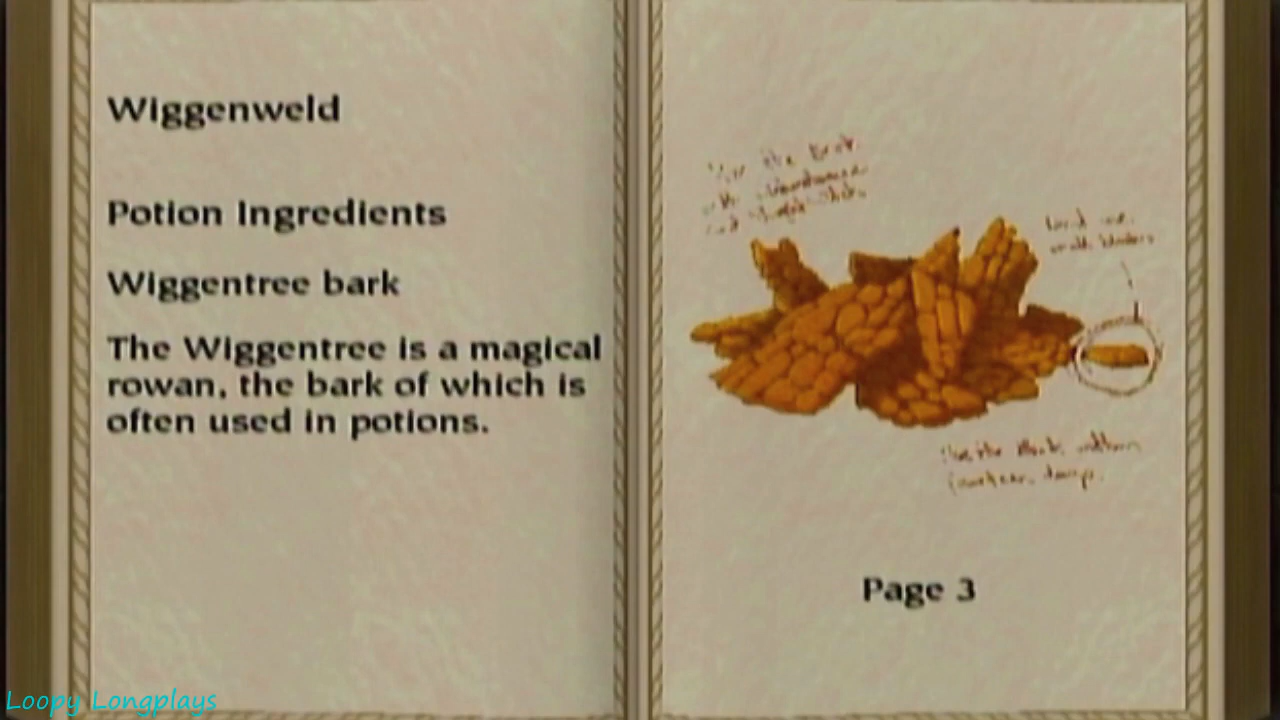 Wiggenweld
Potion Ingredients
Wiggentree bark
The Wiggentree is a magical
rowan, the bark of which is
often used in potions.
Page 3
Loopy Longplays